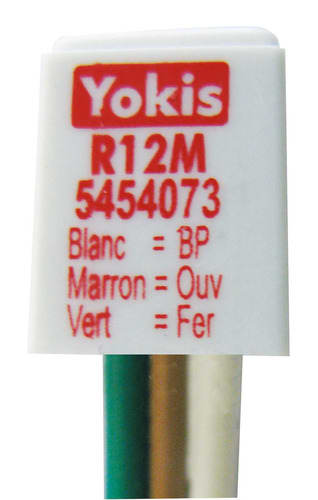 Yokis
R12M
5454073
Blanc = BP
Marron = Ouv
Vert = Fer